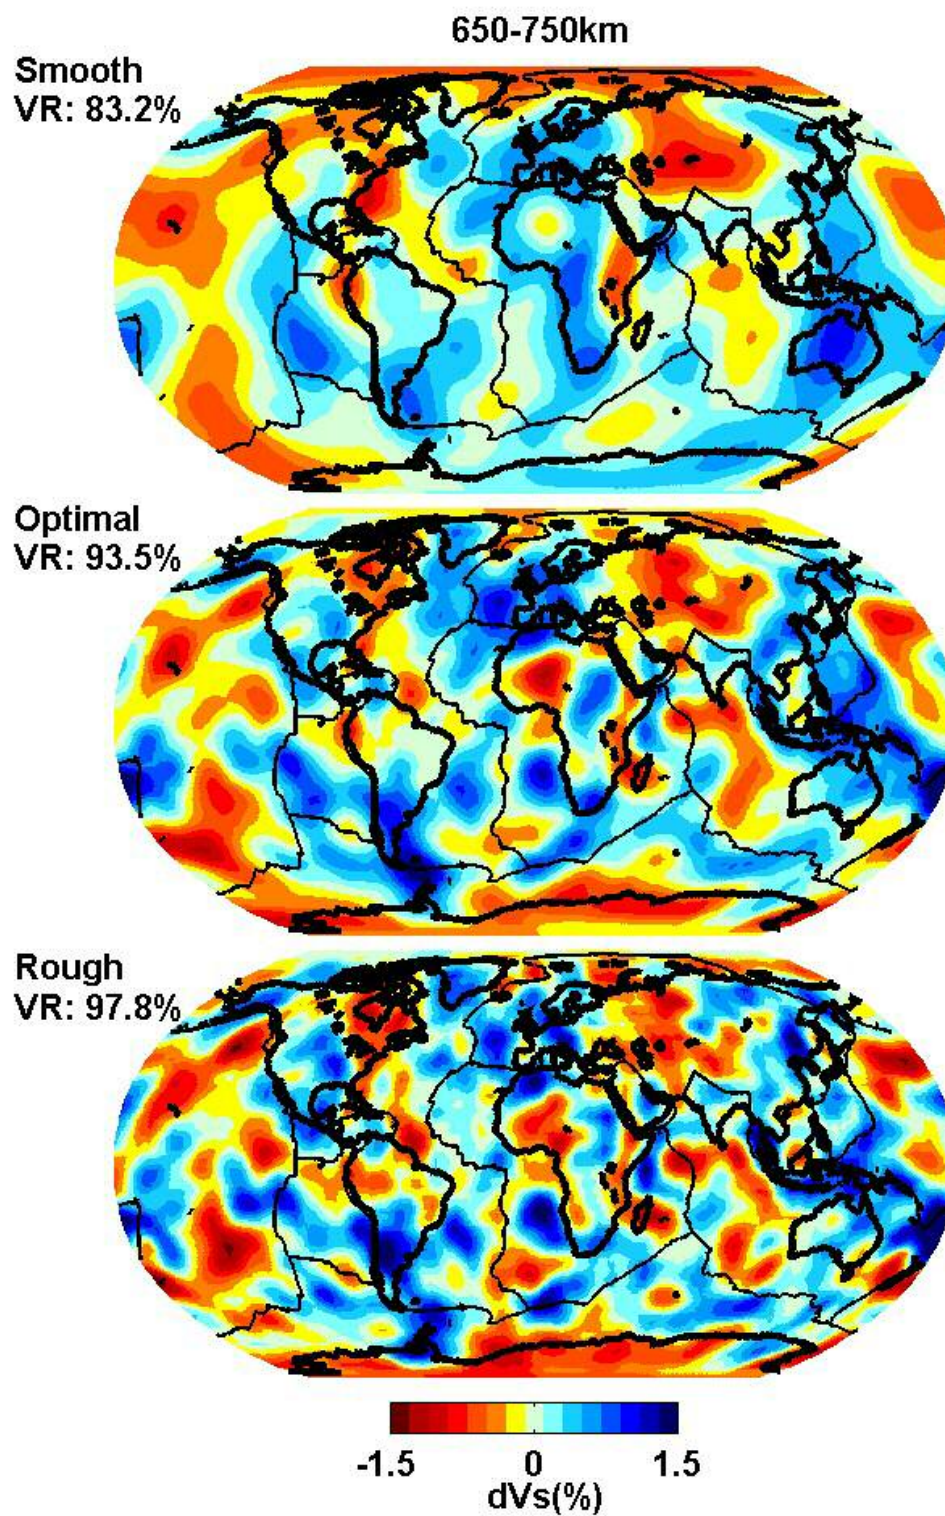 650-750km
Smooth
VR: 83.2%
Optimal
VR: 93.5%
Rough
VR: 97.8%
-1.5 0 1.5
dVs(%)